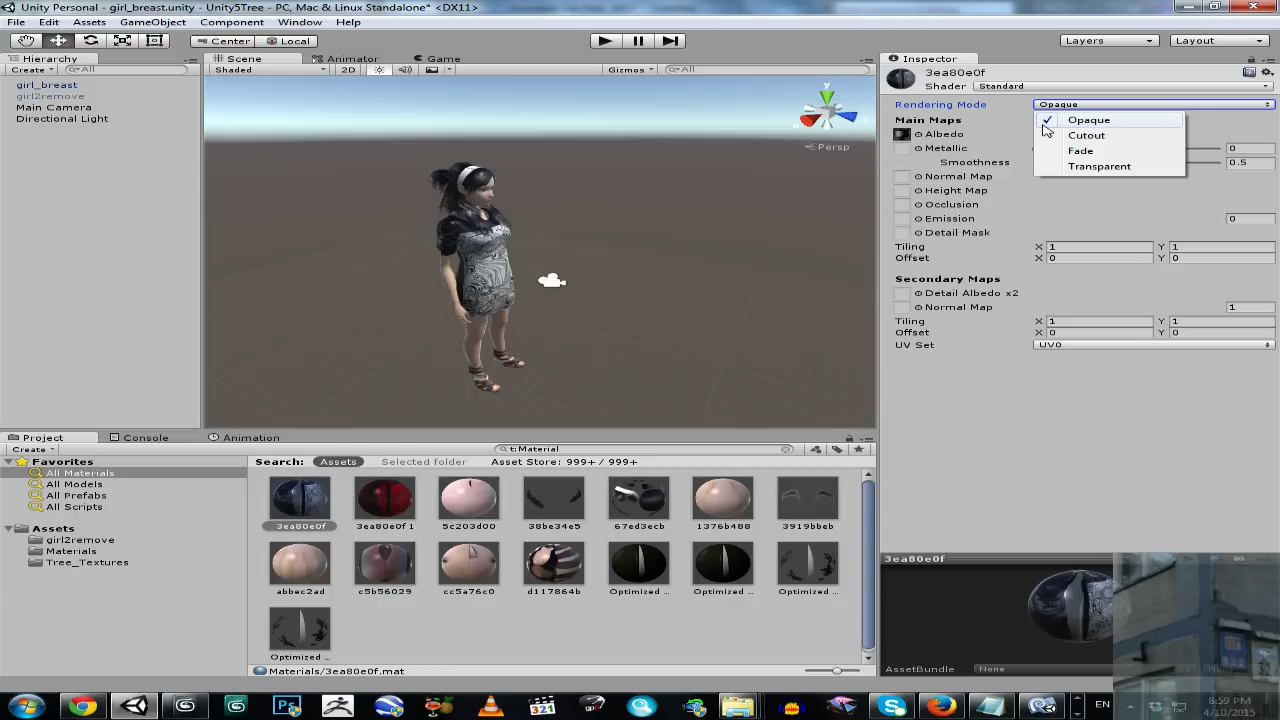 Unity Personal - girl_breast.unity - Unity5Tree - PC, Mac & Linux Standalone* <DX11>
File Edit Assets GameObject Component Window Help
Center Local Layers Layout
Hierarchy
Create All
girl_breast
girl2remove
Main Camera
Directional Light
Scene Animator Game
Shaded 2D Gizmos All
y
Persp
Inspector
3ea80e0f
Shader Standard
Rendering Mode Opaque
Opaque
Cutout
Fade
Transparent
Main Maps
Albedo
Metallic 0
Smoothness 0.5
Normal Map
Height Map
Occlusion
Emission 0
Detail Mask
Tiling X 1 Y 1
Offset X 0 Y 0
Secondary Maps
Detail Albedo x2
Normal Map 1
Tiling X 1 Y 1
Offset X 0 Y 0
UV Set UV0
Project Console Animation
Create t:Material
Favorites
All Materials
All Models
All Prefabs
All Scripts
Assets
girl2remove
Materials
Tree_Textures
Search: Assets Selected folder Asset Store: 999+ / 999+
3ea80e0f 3ea80e0f 1 5c203d00 38be34e5 67ed3ecb 1376b488 3919bbeb
abbec2ad c5b56029 cc5a76c0 d117864b Optimized ... Optimized ... Optimized ...
Optimized ...
Materials/3ea80e0f.mat
3ea80e0f
AssetBundle None
EN
8:59 PM
4/10/2015